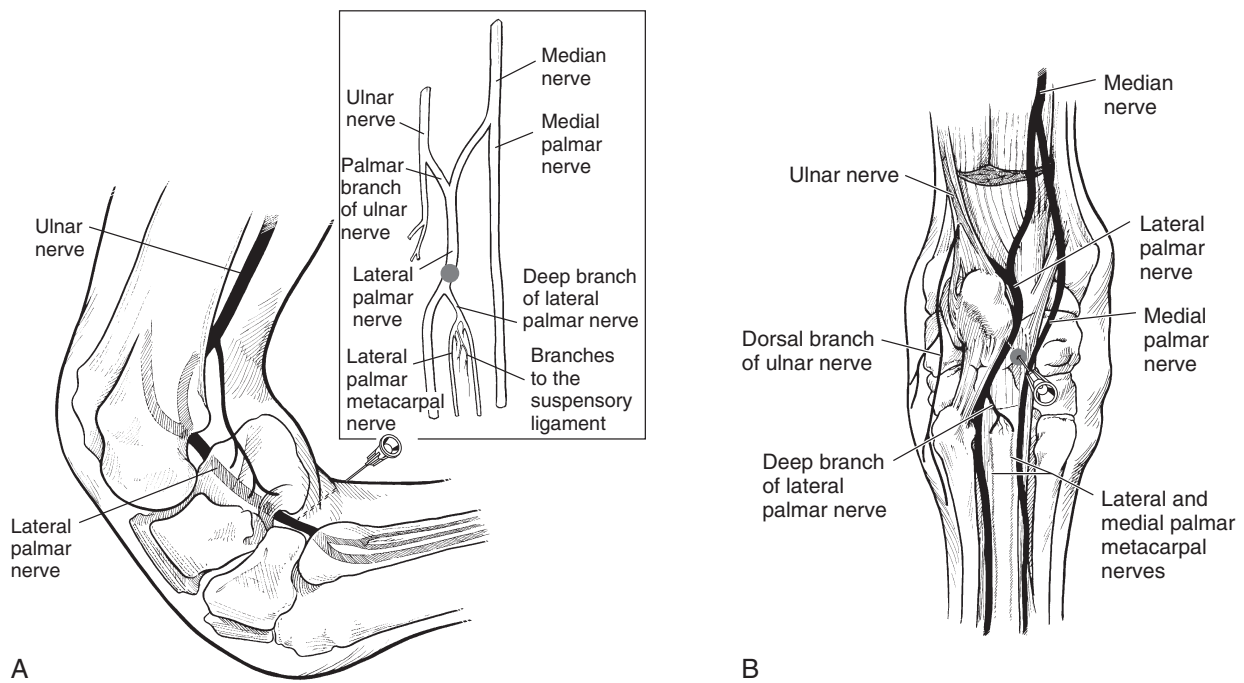 Median
nerve
Ulnar
nerve
Medial
palmar
nerve
Palmar
branch
of ulnar
nerve
Lateral
palmar
nerve
Deep branch
of lateral
palmar nerve
Lateral
palmar
metacarpal
nerve
Branches
to the
suspensory
ligament
Ulnar
nerve
Lateral
palmar
nerve
A
Median
nerve
Ulnar nerve
Lateral
palmar
nerve
Medial
palmar
nerve
Dorsal branch
of ulnar nerve
Deep branch
of lateral
palmar nerve
Lateral and
medial palmar
metacarpal
nerves
B